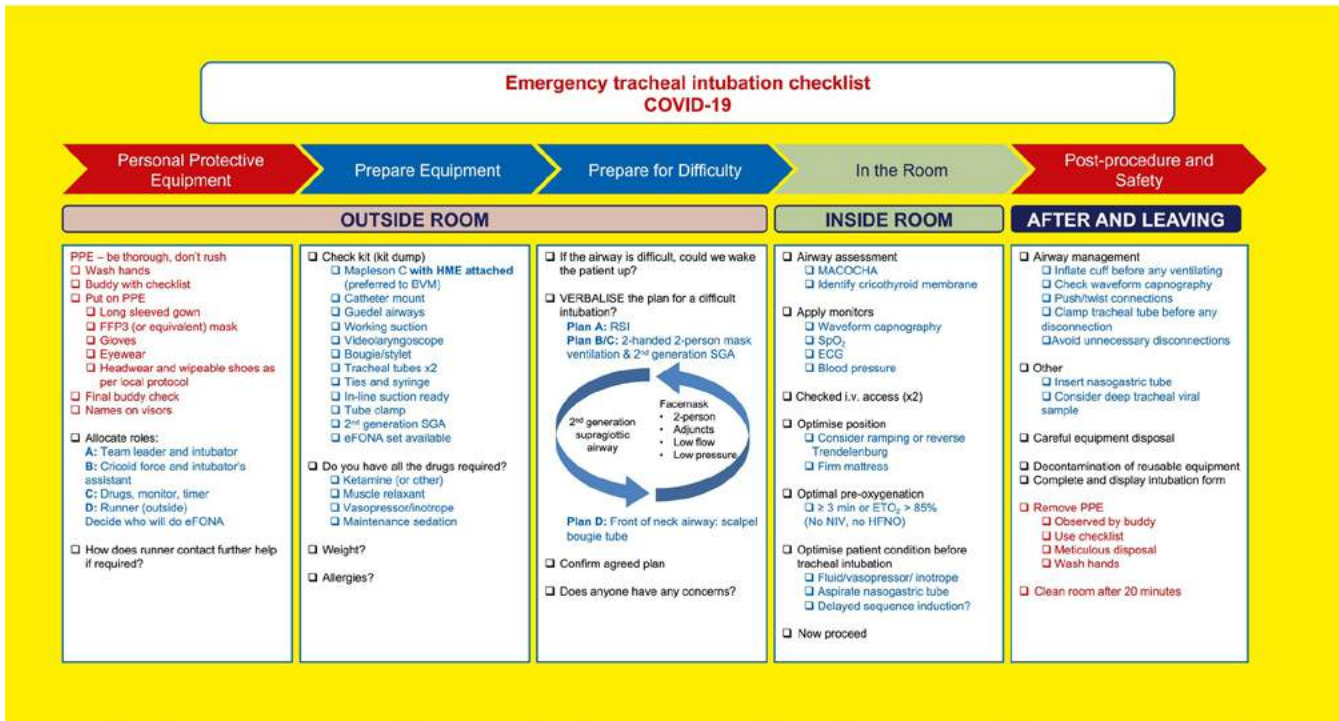 Emergency tracheal intubation checklist
COVID-19
Personal Protective
Equipment
Prepare Equipment
Prepare for Difficulty
In the Room
Post-procedure and
Safety
OUTSIDE ROOM
INSIDE ROOM
AFTER AND LEAVING
PPE – be thorough, don't rush
❑ Wash hands
❑ Buddy with checklist
❑ Put on PPE
❑ Long sleeved gown
❑ FFP3 (or equivalent) mask
❑ Gloves
❑ Eyewear
❑ Headwear and wipeable shoes as
per local protocol
❑ Final buddy check
❑ Names on visors
❑ Allocate roles:
A: Team leader and intubator
B: Cricoid force and intubator's
assistant
C: Drugs, monitor, timer
D: Runner (outside)
Decide who will do eFONA
❑ How does runner contact further help
if required?
❑ Check kit (kit dump)
❑ Mapleson C with HME attached
(preferred to BVM)
❑ Catheter mount
❑ Guedel airways
❑ Working suction
❑ Videolaryngoscope
❑ Bougie/stylet
❑ Tracheal tubes x2
❑ Ties and syringe
❑ In-line suction ready
❑ Tube clamp
❑ 2nd generation SGA
❑ eFONA set available
❑ Do you have all the drugs required?
❑ Ketamine (or other)
❑ Muscle relaxant
❑ Vasopressor/inotrope
❑ Maintenance sedation
❑ Weight?
❑ Allergies?
❑ If the airway is difficult, could we wake
the patient up?
❑ VERBALISE the plan for a difficult
intubation?
Plan A: RSI
Plan B/C: 2-handed 2-person mask
ventilation & 2nd generation SGA
2nd generation
supraglottic
airway
Facemask
• 2-person
• Adjuncts
• Low flow
• Low pressure
Plan D: Front of neck airway: scalpel
bougie tube
❑ Confirm agreed plan
❑ Does anyone have any concerns?
❑ Airway assessment
❑ MACOCHA
❑ Identify cricothyroid membrane
❑ Apply monitors
❑ Waveform capnography
❑ SpO₂
❑ ECG
❑ Blood pressure
❑ Checked i.v. access (x2)
❑ Optimise position
❑ Consider ramping or reverse
Trendelenburg
❑ Firm mattress
❑ Optimal pre-oxygenation
❑ ≥ 3 min or ETO₂ > 85%
(No NIV, no HFNO)
❑ Optimise patient condition before
tracheal intubation
❑ Fluid/vasopressor/ inotrope
❑ Aspirate nasogastric tube
❑ Delayed sequence induction?
❑ Now proceed
❑ Airway management
❑ Inflate cuff before any ventilating
❑ Check waveform capnography
❑ Push/twist connections
❑ Clamp tracheal tube before any
disconnection
❑Avoid unnecessary disconnections
❑ Other
❑ Insert nasogastric tube
❑ Consider deep tracheal viral
sample
❑ Careful equipment disposal
❑ Decontamination of reusable equipment
❑ Complete and display intubation form
❑ Remove PPE
❑ Observed by buddy
❑ Use checklist
❑ Meticulous disposal
❑ Wash hands
❑ Clean room after 20 minutes